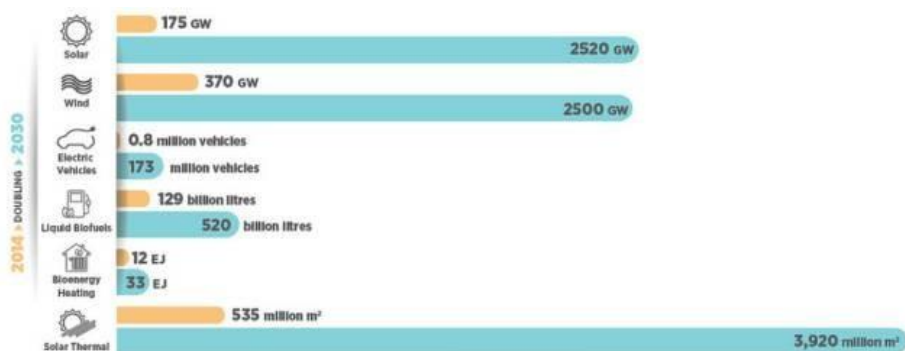 2014 > DOUBLING > 2030
175 GW
Solar
2520 GW
370 GW
Wind
2500 GW
0.8 million vehicles
Electric
Vehicles
173 million vehicles
129 billion litres
Liquid Biofuels
520 billion litres
12 EJ
Bioenergy
Heating
33 EJ
535 million m²
Solar Thermal
3,920 million m²